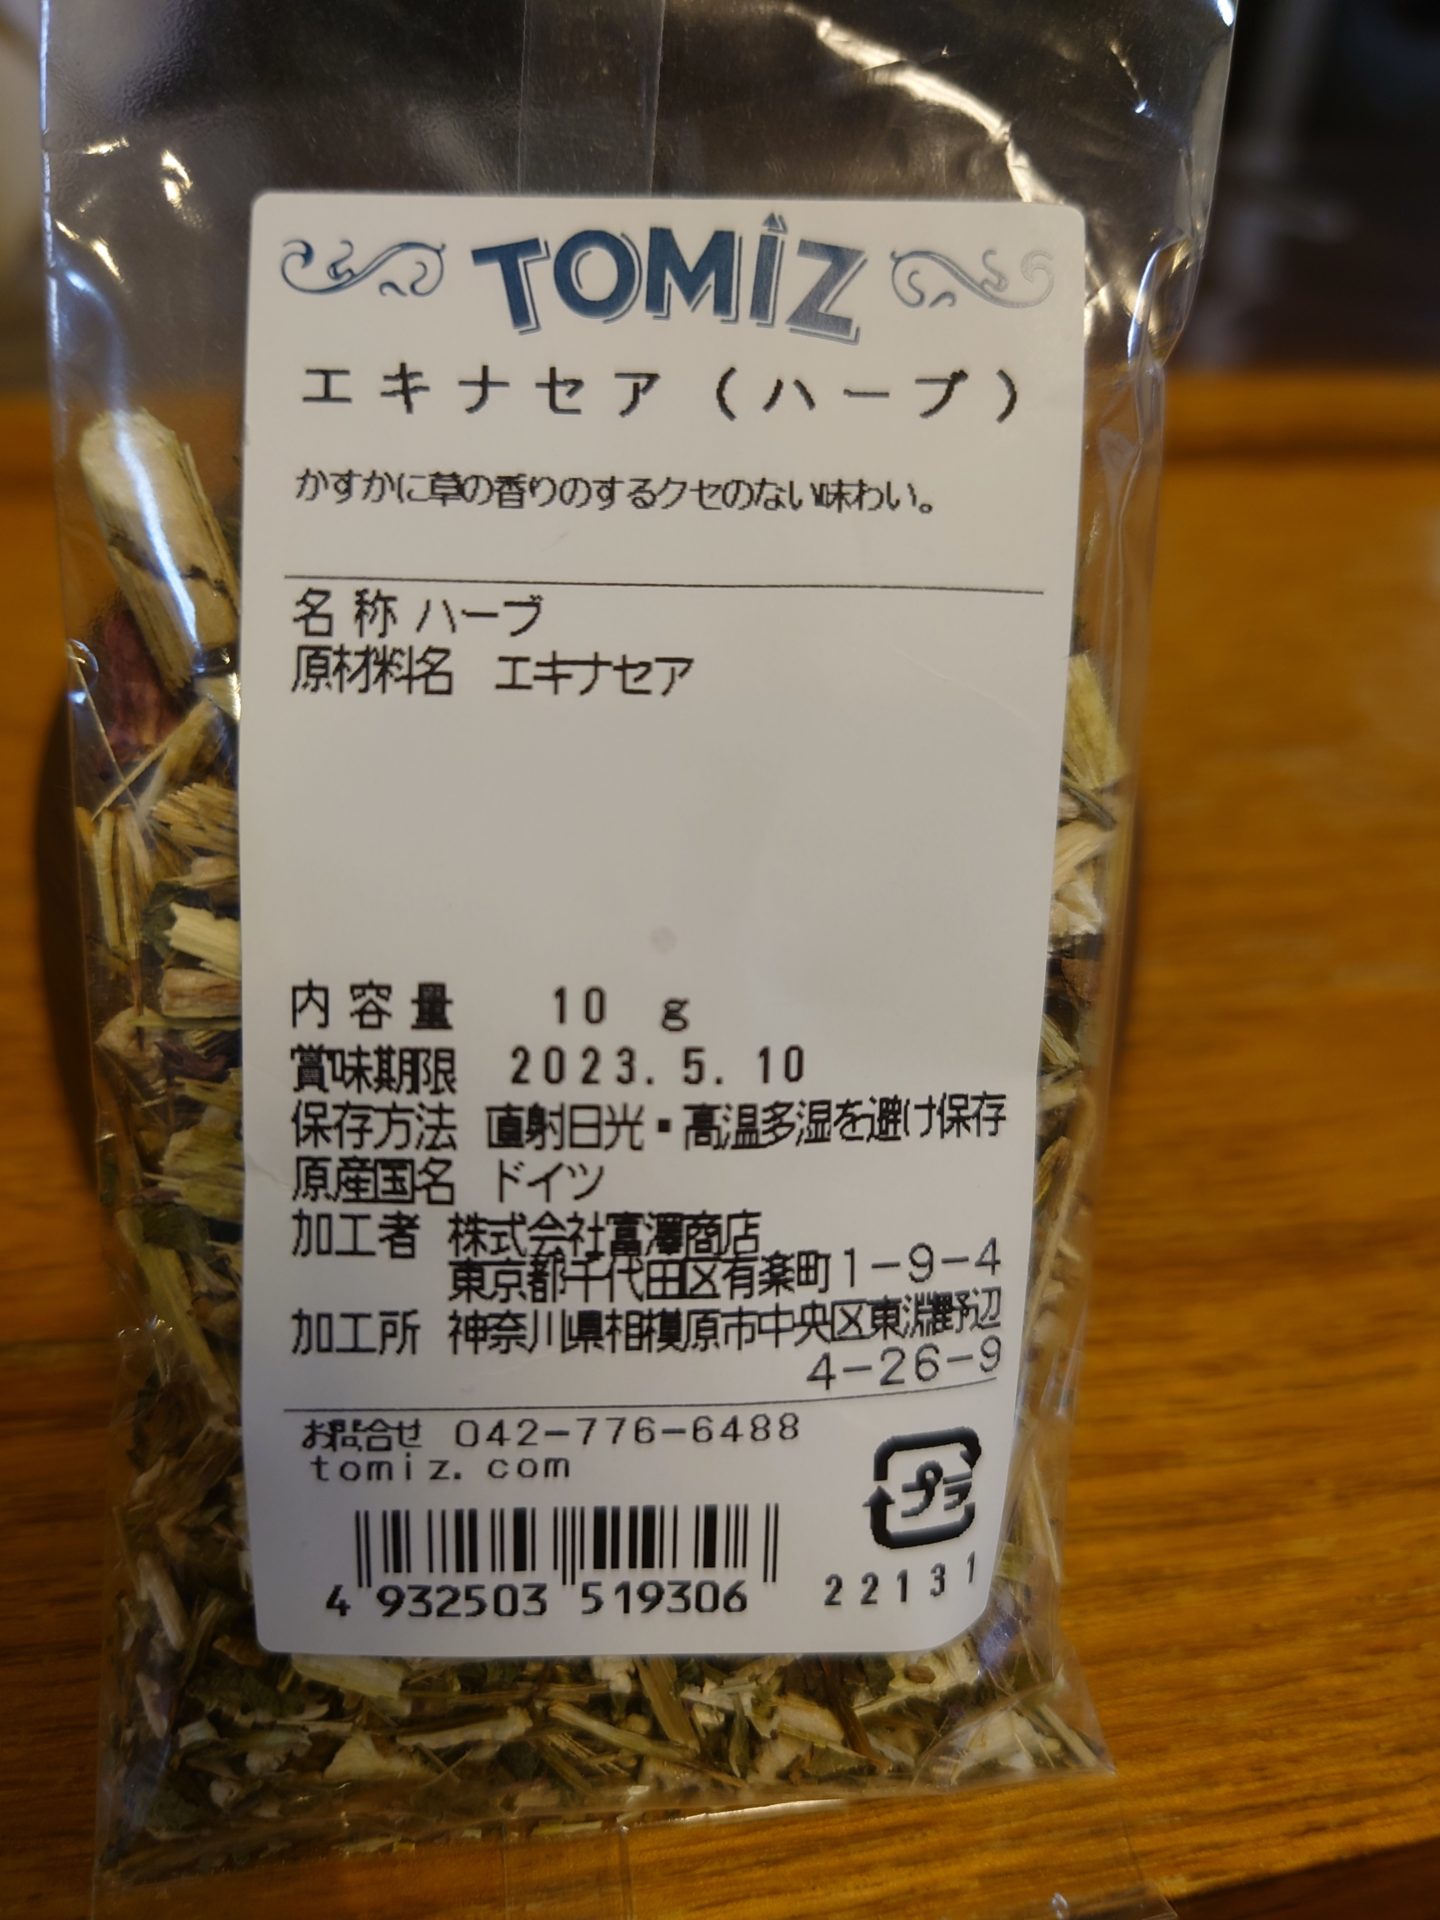 TOMIZ
エキナセア(ハーブ)
かすかに草の香りのするクセのない味わい。
名称 ハーブ
原材料名 エキナセア
内容量 10 g
賞味期限 2023.5.10
保存方法 直射日光・高温多湿を避け保存
原産国名 ドイツ
加工者 株式会社富澤商店
東京都千代田区有楽町1-9-4
加工所 神奈川県相模原市中央区東淵野辺
4-26-9
お問合せ 042-776-6488
tomiz.com
プラ
4 932503 519306
22131